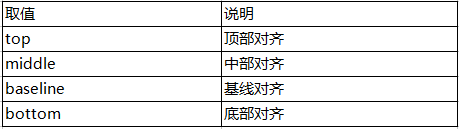 取值 说明
top 顶部对齐
middle 中部对齐
baseline 基线对齐
bottom 底部对齐